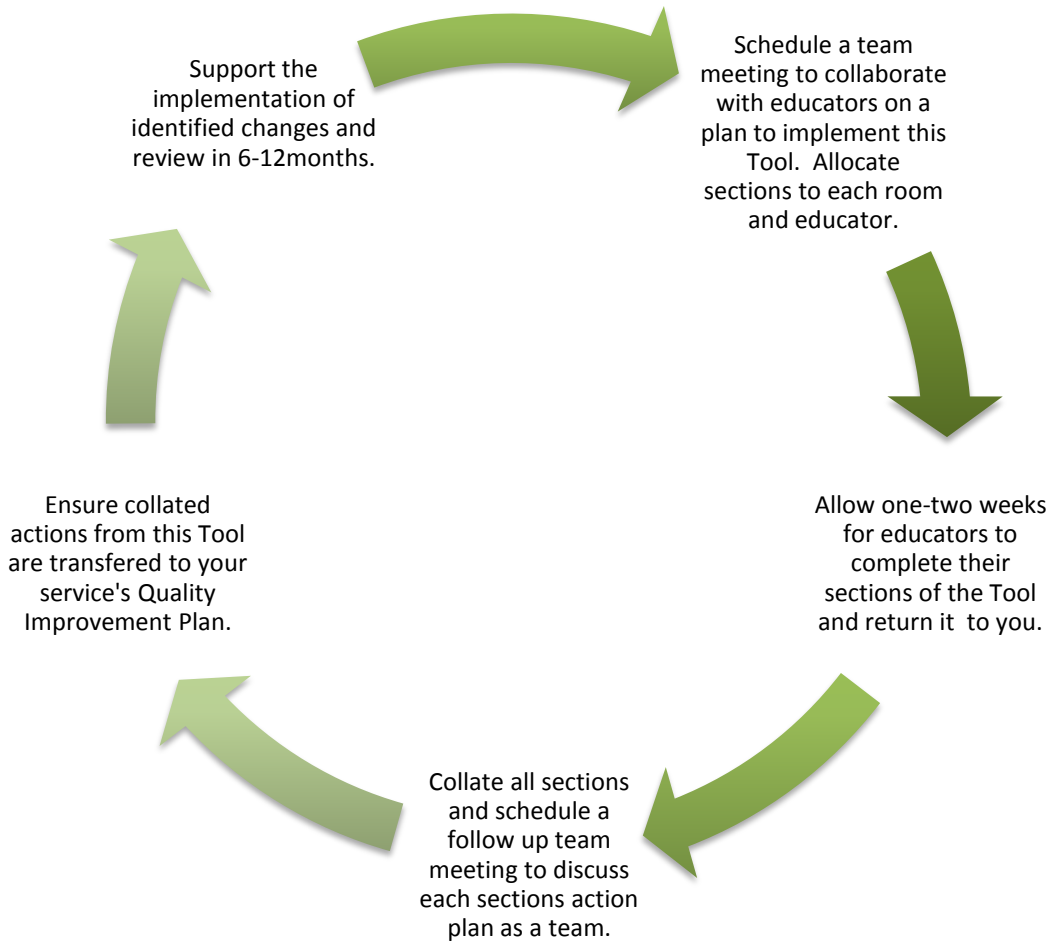 Schedule a team
meeting to collaborate
with educators on a
plan to implement this
Tool.  Allocate
sections to each room
and educator.
Allow one-two weeks
for educators to
complete their
sections of the Tool
and return it  to you.
Collate all sections
and schedule a
follow up team
meeting to discuss
each sections action
plan as a team.
Ensure collated
actions from this Tool
are transfered to your
service's Quality
Improvement Plan.
Support the
implementation of
identified changes and
review in 6-12months.